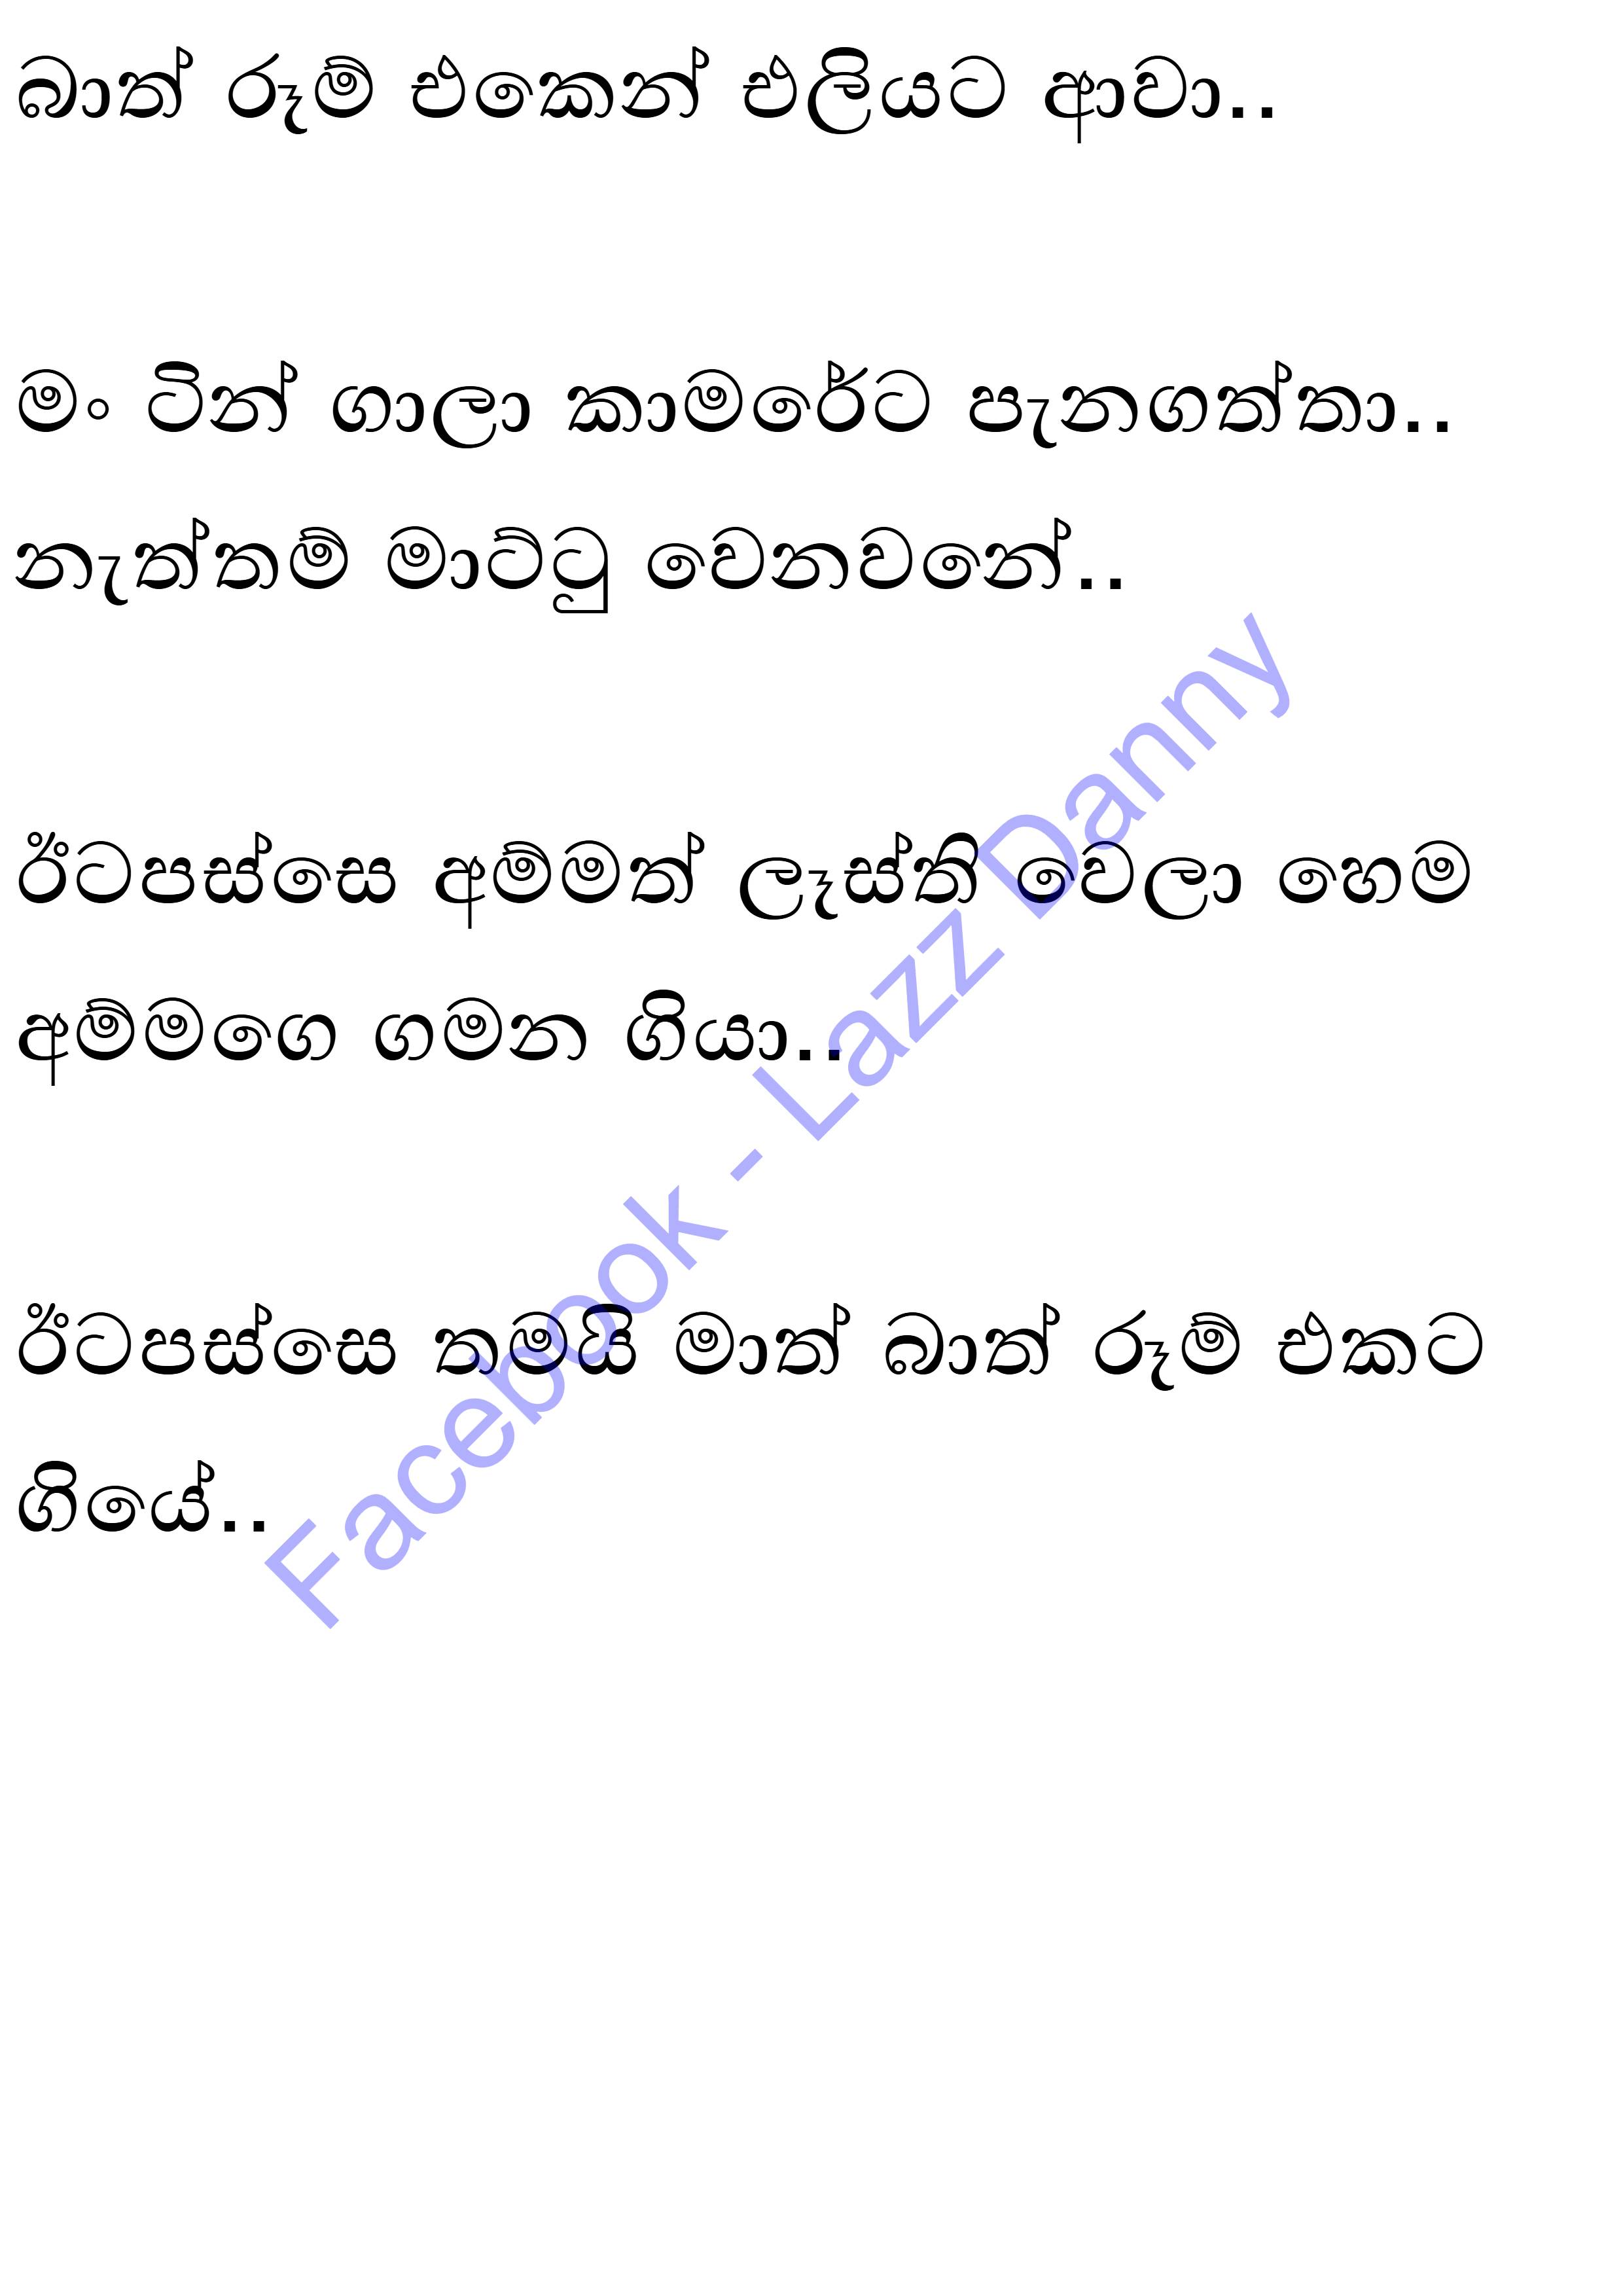 බාත් රූම් එකෙන් එලියට ආවා..
මං ටින් ගාලා කාමරේට පැනගත්තා..
නැත්තම් මාට්ටු වෙනවනේ..
ඊටපස්සෙ අම්මත් ලෑස්ති වෙලා හෙම
අම්මගෙ ගමන ගියා..
ඊටපස්සෙ තමයි මාත් බාත් රූම් එකට
ගියේ..
Facebook - Lazz Danny